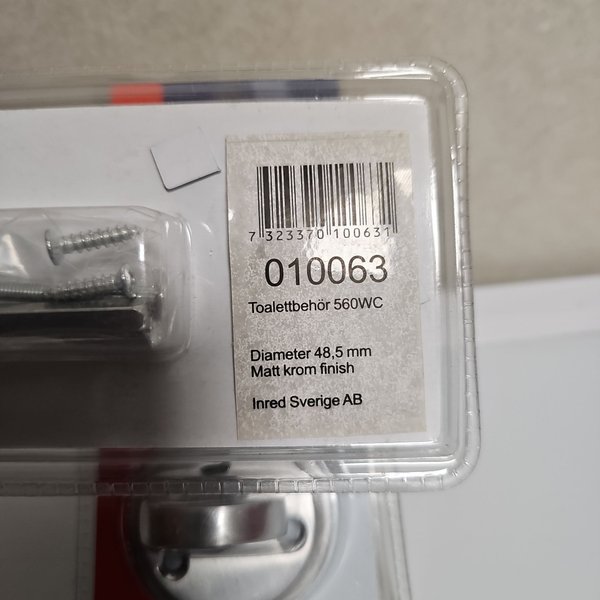 7 323370 100631
010063
Toalettbehör 560WC
Diameter 48,5 mm
Matt krom finish
Inred Sverige AB